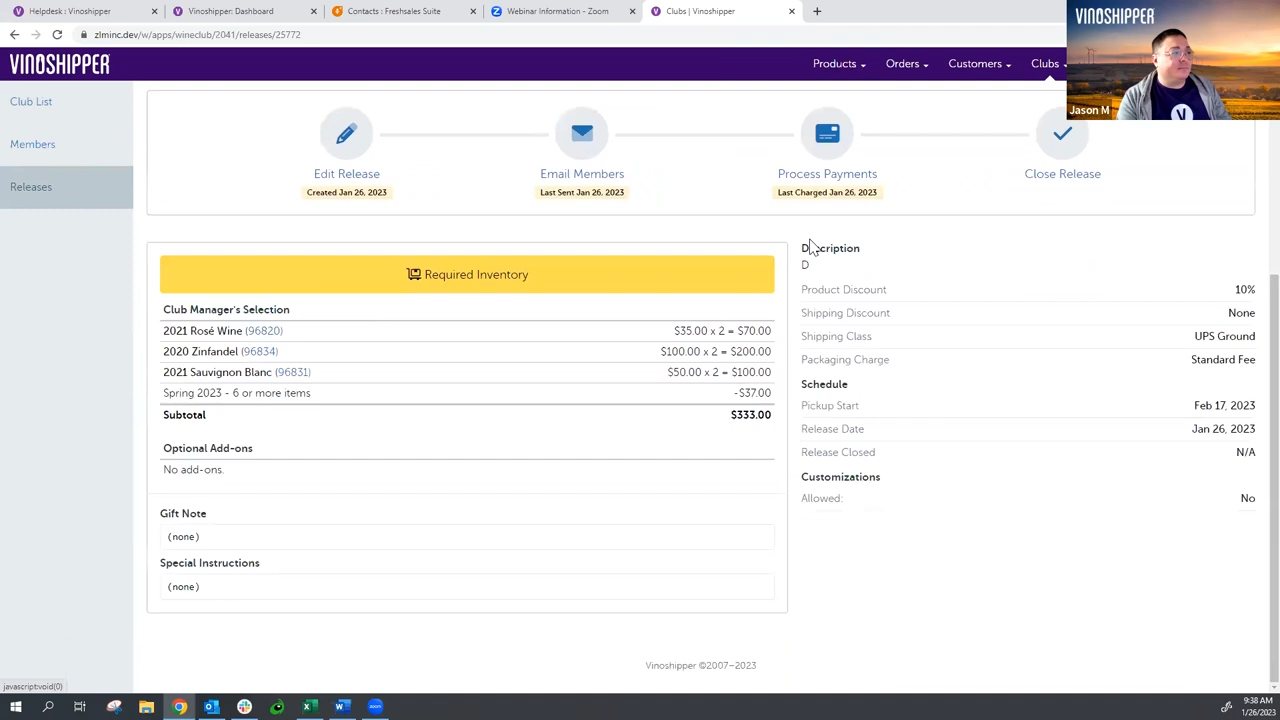 Helpdesk : Vinoshipper
Vinoshipper: Dashboard
Contacts : Freshsales Suite
Webinar Information - Zoom
Clubs | Vinoshipper
zlminc.dev/w/apps/wineclub/2041/releases/25772
VINOSHIPPER
Products
Orders
Customers
Clubs
VINOSHIPPER
Jason M
Club List
Members
Releases
Edit Release
Created Jan 26, 2023
Email Members
Last Sent Jan 26, 2023
Process Payments
Last Charged Jan 26, 2023
Close Release
Required Inventory
Club Manager's Selection
2021 Rosé Wine (96820) $35.00 x 2 = $70.00
2020 Zinfandel (96834) $100.00 x 2 = $200.00
2021 Sauvignon Blanc (96831) $50.00 x 2 = $100.00
Spring 2023 - 6 or more items -$37.00
Subtotal $333.00
Optional Add-ons
No add-ons.
Gift Note
(none)
Special Instructions
(none)
Description
D
Product Discount 10%
Shipping Discount None
Shipping Class UPS Ground
Packaging Charge Standard Fee
Schedule
Pickup Start Feb 17, 2023
Release Date Jan 26, 2023
Release Closed N/A
Customizations
Allowed: No
Vinoshipper ©2007–2023
javascript:void(0)
9:38 AM
1/26/2023